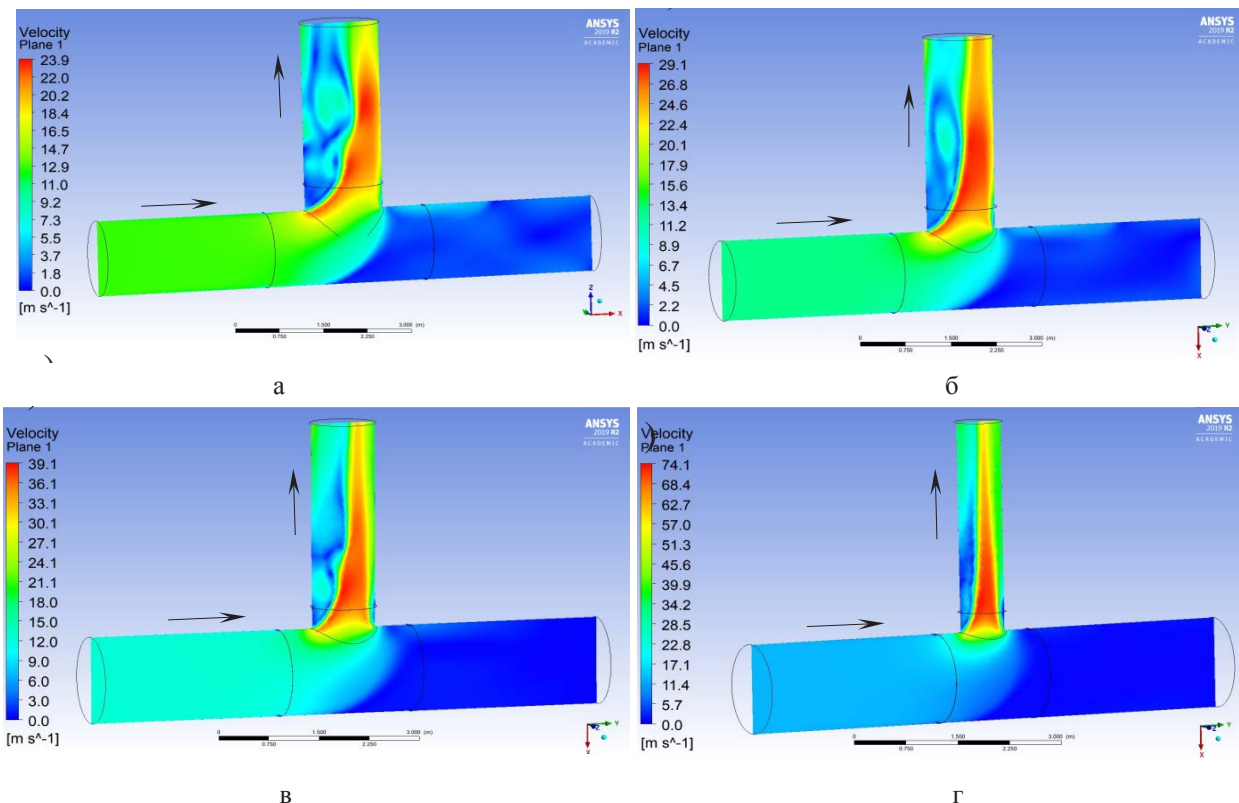 Velocity
Plane 1
23.9
22.0
20.2
18.4
16.5
14.7
12.9
11.0
9.2
7.3
5.5
3.7
1.8
0.0
[m s^-1]
ANSYS
2019 R2
ACADEMIC
Z
X
0
1.500
3.000 (m)
0.750
2.250
)
а
Velocity
Plane 1
29.1
26.8
24.6
22.4
20.1
17.9
15.6
13.4
11.2
8.9
6.7
4.5
2.2
0.0
[m s^-1]
ANSYS
2019 R2
ACADEMIC
Z
Y
X
0
1.500
3.000 (m)
0.750
2.250
б
Velocity
Plane 1
39.1
36.1
33.1
30.1
27.1
24.1
21.1
18.0
15.0
12.0
9.0
6.0
3.0
0.0
[m s^-1]
ANSYS
2019 R2
ACADEMIC
Z
Y
X
0
1.500
3.000 (m)
0.750
2.250
в
)
Velocity
Plane 1
74.1
68.4
62.7
57.0
51.3
45.6
39.9
34.2
28.5
22.8
17.1
11.4
5.7
0.0
[m s^-1]
ANSYS
2019 R2
ACADEMIC
Z
Y
X
0
1.500
3.000 (m)
0.750
2.250
г